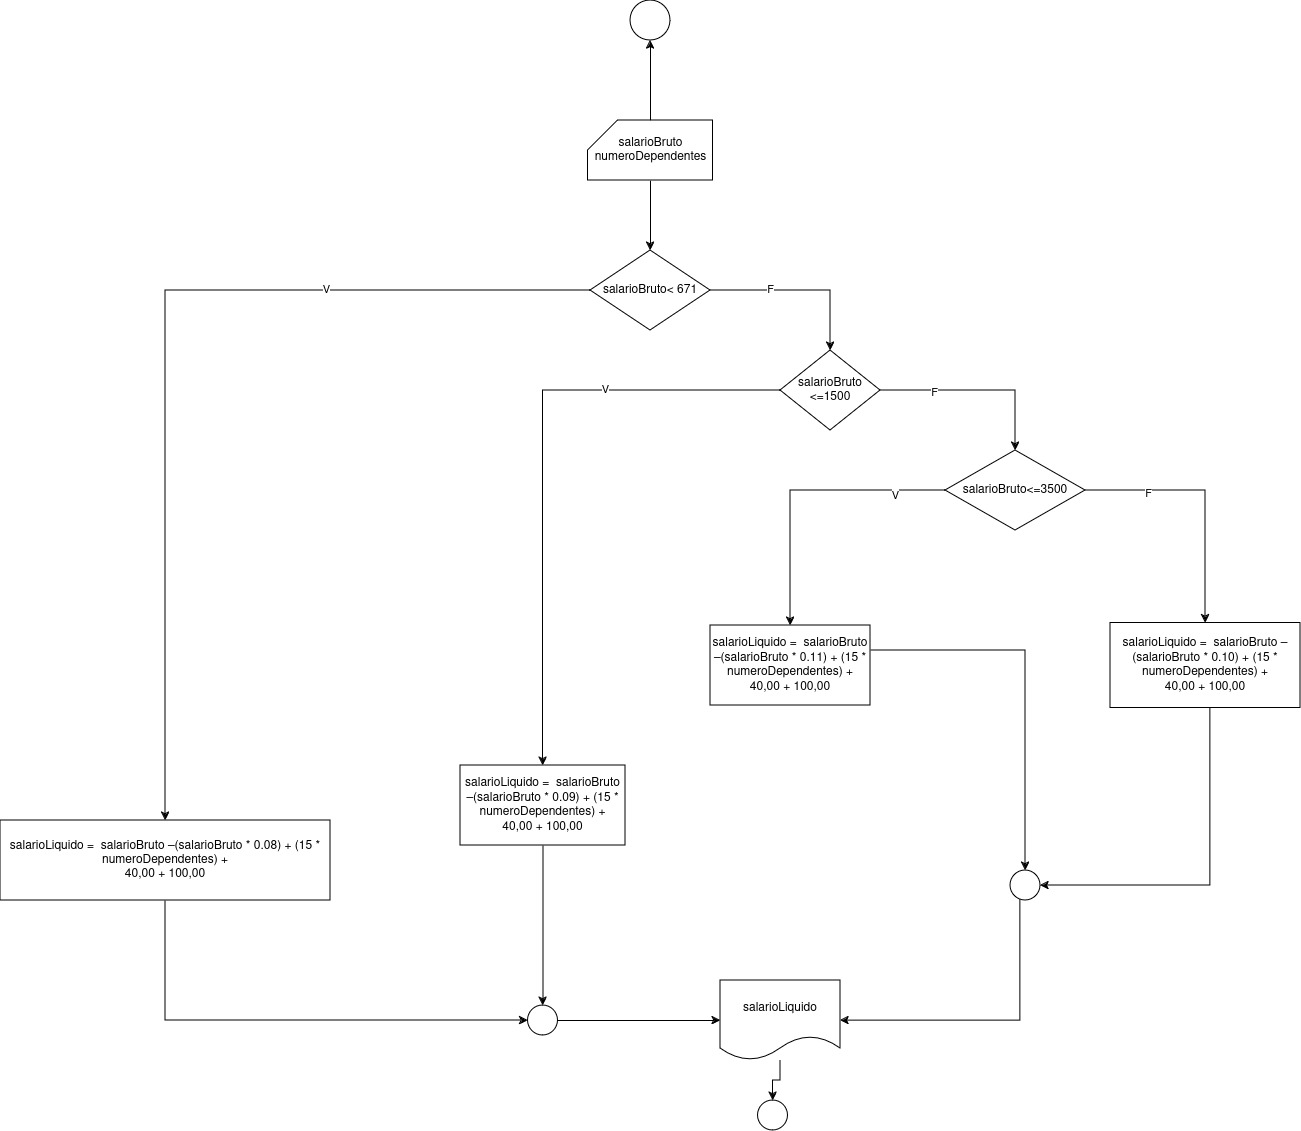 salarioBruto
numeroDependentes
salarioBruto< 671
V
F
salarioBruto
<=1500
V
F
salarioBruto<=3500
V
F
salarioLiquido =  salarioBruto
–(salarioBruto * 0.11) + (15 *
numeroDependentes) +
40,00 + 100,00
salarioLiquido =  salarioBruto –
(salarioBruto * 0.10) + (15 *
numeroDependentes) +
40,00 + 100,00
salarioLiquido =  salarioBruto
–(salarioBruto * 0.09) + (15 *
numeroDependentes) +
40,00 + 100,00
salarioLiquido =  salarioBruto –(salarioBruto * 0.08) + (15 *
numeroDependentes) +
40,00 + 100,00
salarioLiquido